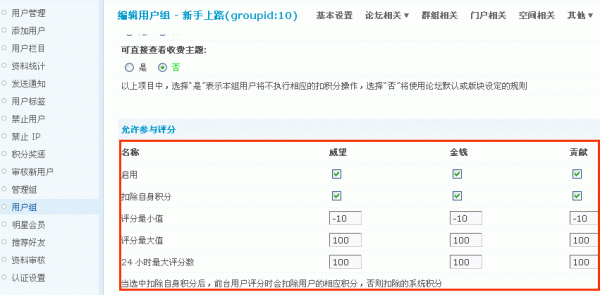 用户管理
添加用户
用户栏目
资料统计
发送通知
用户标签
禁止用户
禁止 IP
积分奖惩
审核新用户
管理组
用户组
明星会员
推荐好友
资料审核
认证设置
编辑用户组 - 新手上路(groupid:10) 基本设置 论坛相关 群组相关 门户相关 空间相关 其他
可直接查看收费主题:
是 否
以上项目中，选择“是”表示本组用户将不执行相应的扣积分操作，选择“否”将使用论坛默认或版块设定的规则
允许参与评分
名称 威望 金钱 贡献
启用
扣除自身积分
评分最小值 -10 -10 -10
评分最大值 100 100 100
24 小时最大评分数 100 100 100
当选中扣除自身积分后，前台用户评分时会扣除用户的相应积分，否则扣除的系统积分